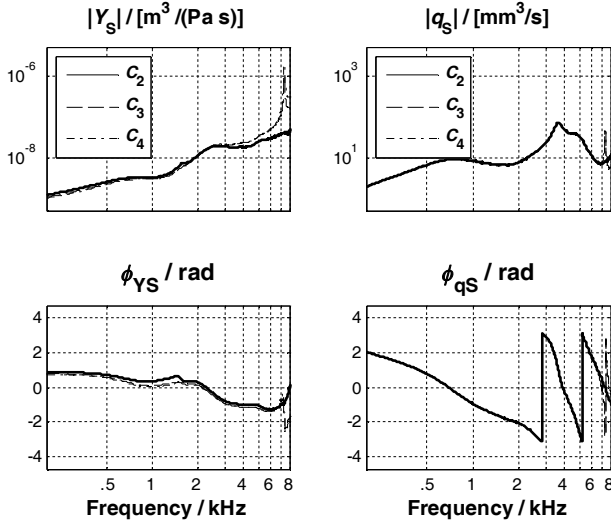 |Y_S| / [m³/(Pa s)]
10⁻⁶
10⁻⁸
C₂
C₃
C₄
|q_S| / [mm³/s]
10³
10¹
C₂
C₃
C₄
ϕ_YS / rad
4
2
0
-2
-4
.5 1 2 4 6 8
Frequency / kHz
ϕ_qS / rad
4
2
0
-2
-4
.5 1 2 4 6 8
Frequency / kHz